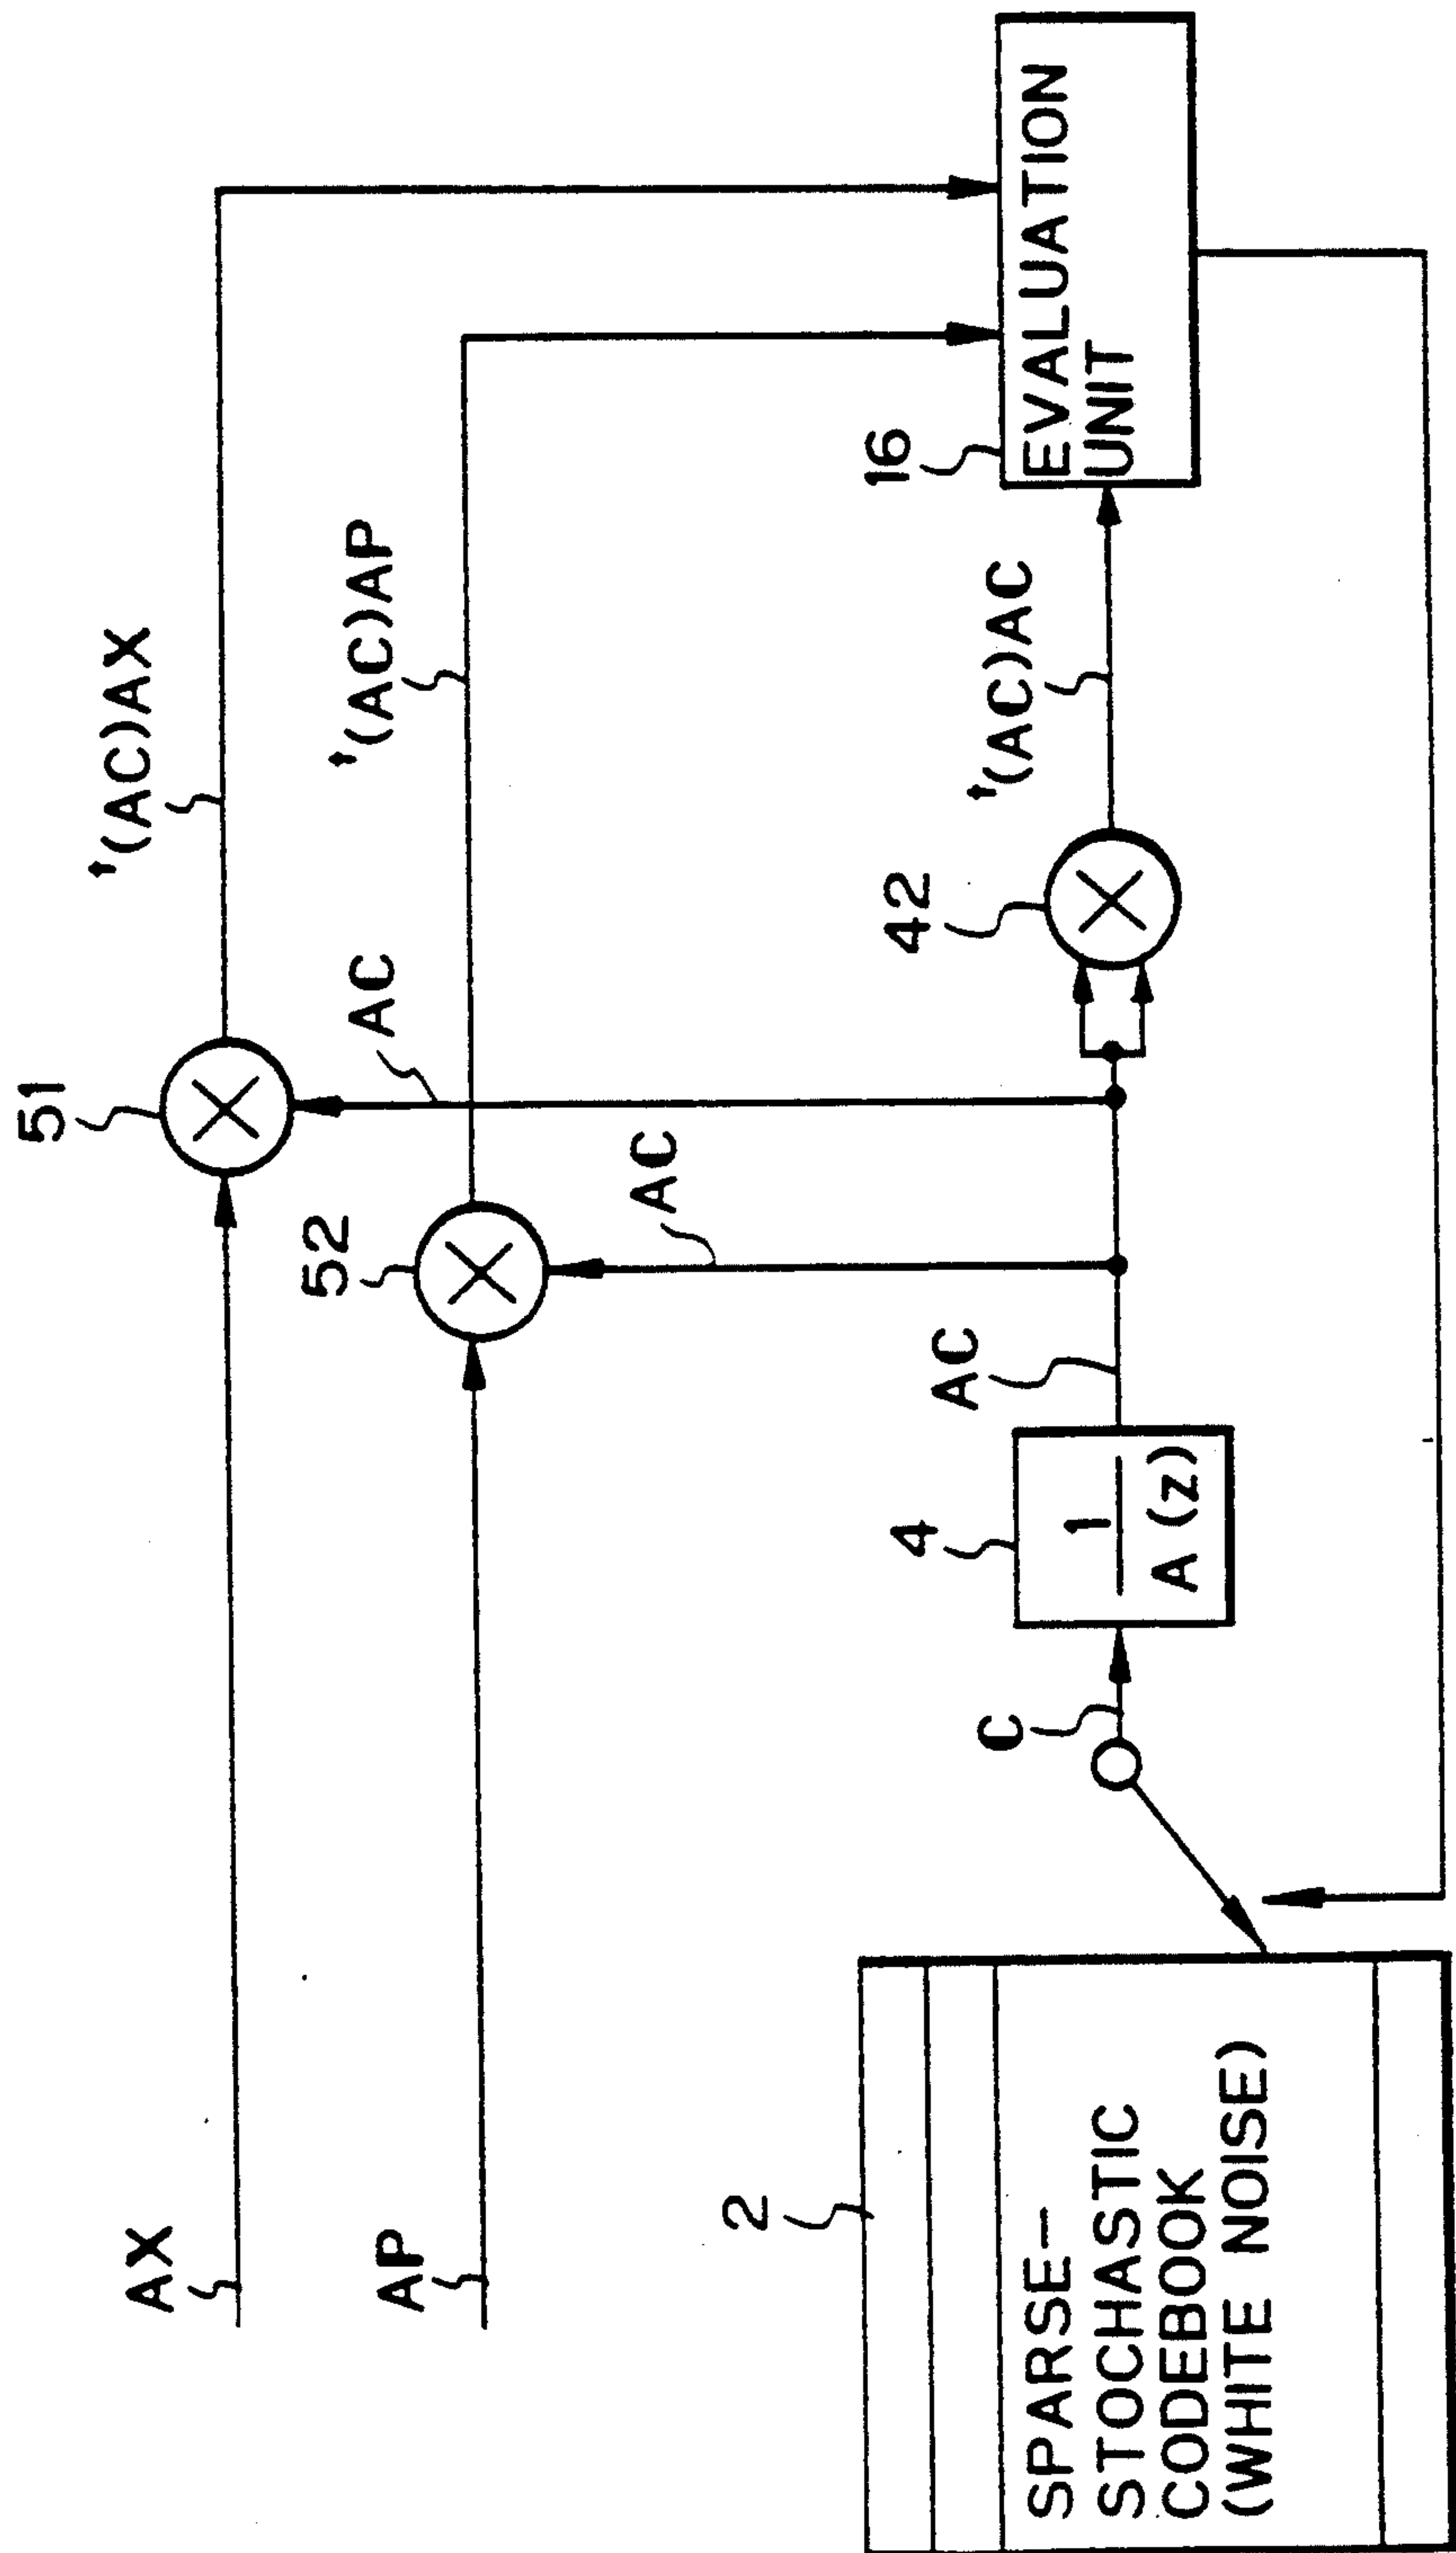 51
ᵗ(AC)AX
AX
AC
52
ᵗ(AC)AP
AP
AC
16
EVALUATION
UNIT
42
ᵗ(AC)AC
AC
4
1
A (z)
C
2
SPARSE-
STOCHASTIC
CODEBOOK
(WHITE NOISE)